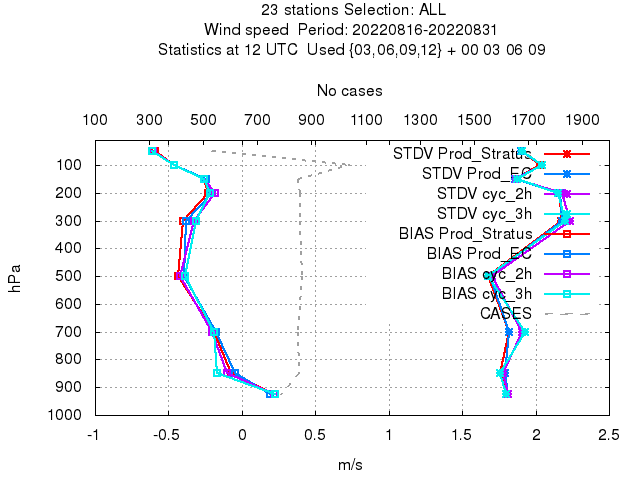 23 stations Selection: ALL
Wind speed  Period: 20220816-20220831
Statistics at 12 UTC  Used {03,06,09,12} + 00 03 06 09
No cases
100 300 500 700 900 1100 1300 1500 1700 1900
STDV Prod_Stratus
STDV Prod_EC
STDV cyc_2h
STDV cyc_3h
BIAS Prod_Stratus
BIAS Prod_EC
BIAS cyc_2h
BIAS cyc_3h
CASES
hPa
100
200
300
400
500
600
700
800
900
1000
-1 -0.5 0 0.5 1 1.5 2 2.5
m/s